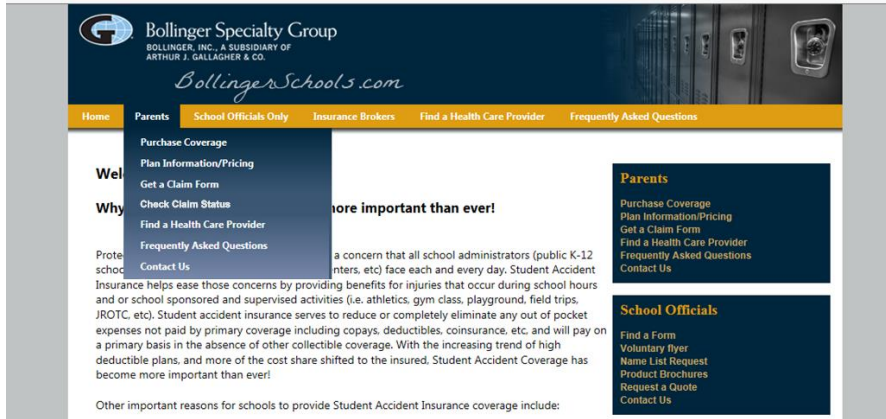 Bollinger Specialty Group
BOLLINGER, INC., A SUBSIDIARY OF
ARTHUR J. GALLAGHER & CO.
BollingerSchools.com
Home Parents School Officials Only Insurance Brokers Find a Health Care Provider Frequently Asked Questions
Purchase Coverage
Plan Information/Pricing
Get a Claim Form
Check Claim Status
Find a Health Care Provider
Frequently Asked Questions
Contact Us
Wel
Why
ore important than ever!
Prote
a concern that all school administrators (public K-12
schoo
nters, etc) face each and every day. Student Accident
Insurance helps ease those concerns by providing benefits for injuries that occur during school hours
and or school sponsored and supervised activities (i.e. athletics, gym class, playground, field trips,
JROTC, etc). Student accident insurance serves to reduce or completely eliminate any out of pocket
expenses not paid by primary coverage including copays, deductibles, coinsurance, etc, and will pay on
a primary basis in the absence of other collectible coverage. With the increasing trend of high
deductible plans, and more of the cost share shifted to the insured, Student Accident Coverage has
become more important than ever!
Other important reasons for schools to provide Student Accident Insurance coverage include:
Parents
Purchase Coverage
Plan Information/Pricing
Get a Claim Form
Find a Health Care Provider
Frequently Asked Questions
Contact Us
School Officials
Find a Form
Voluntary flyer
Name List Request
Product Brochures
Request a Quote
Contact Us